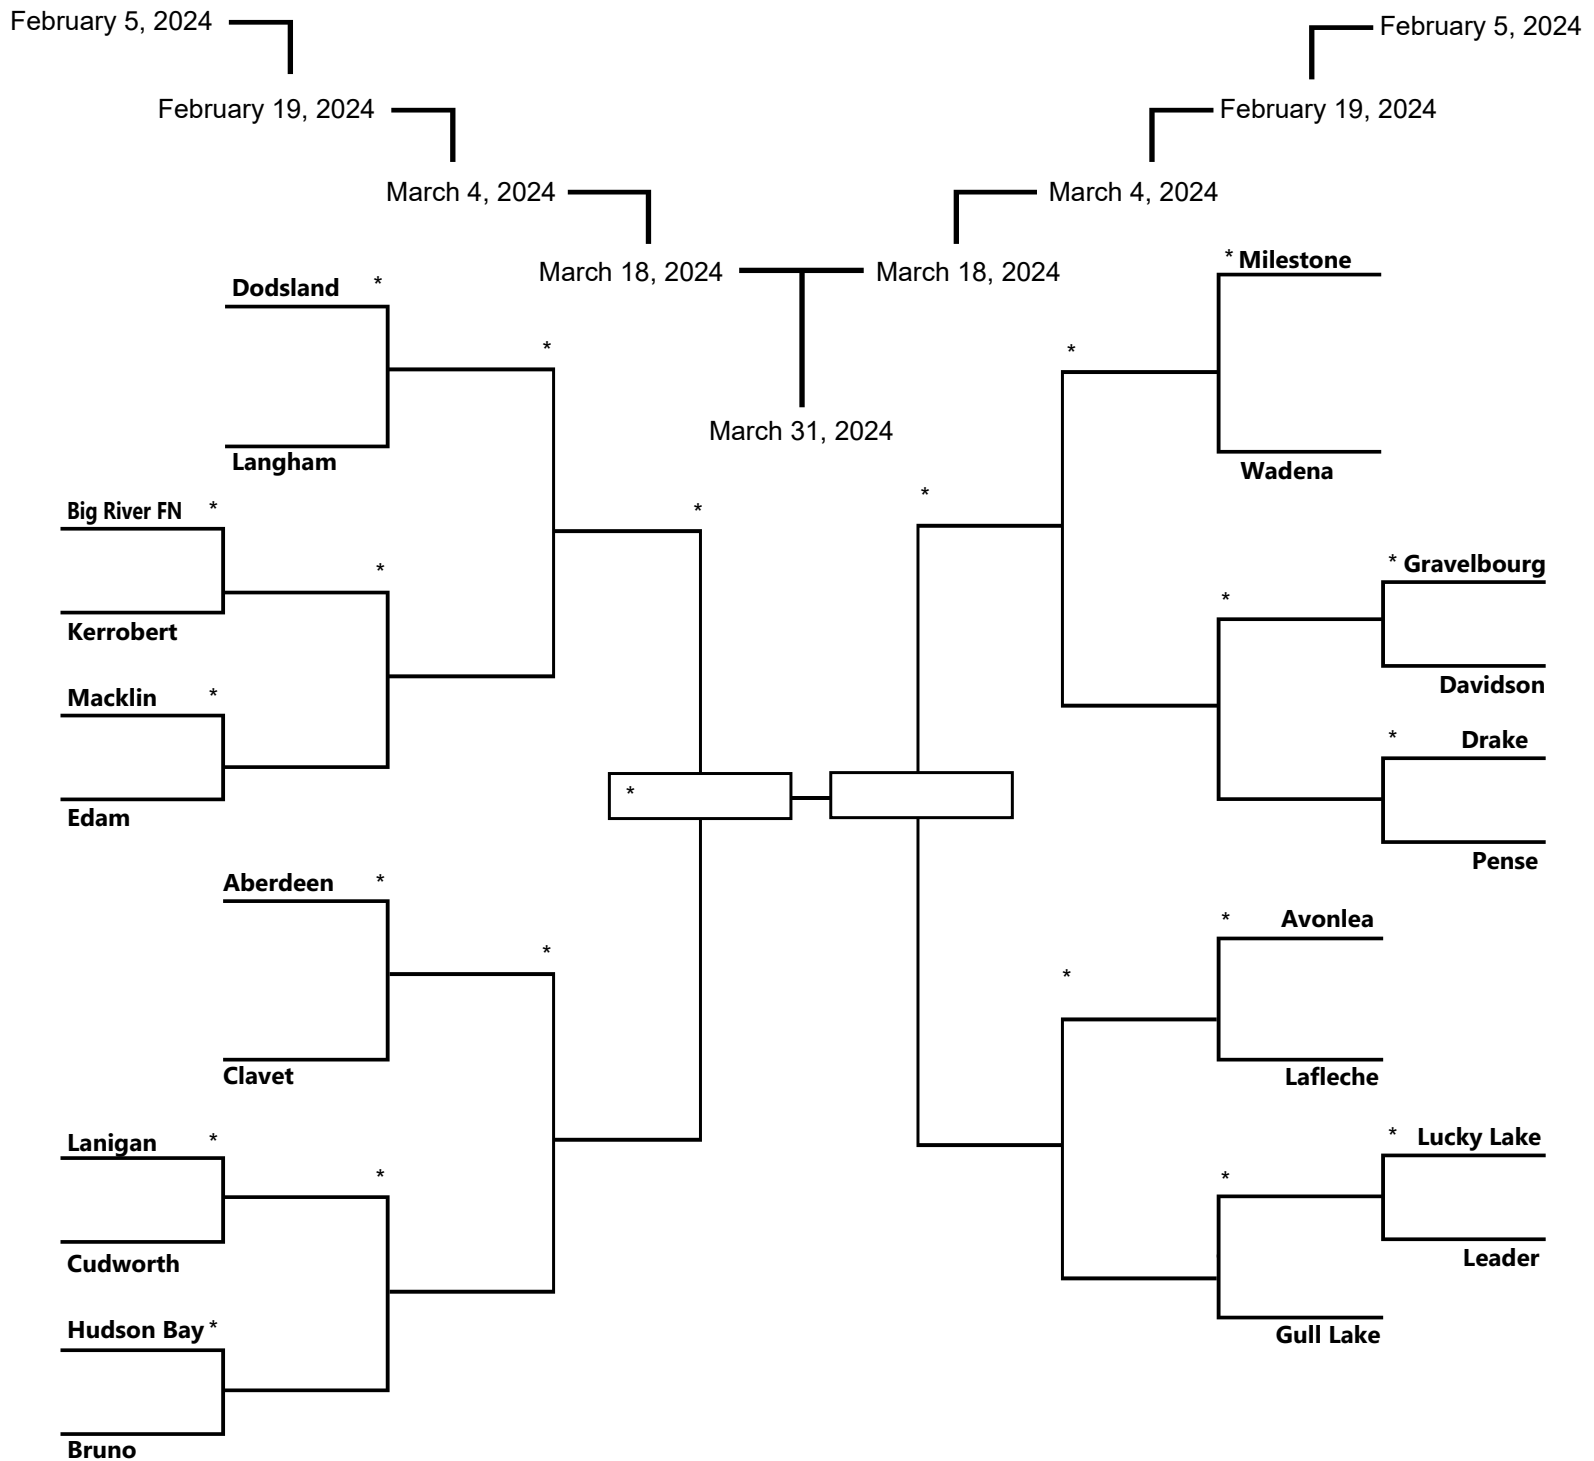 February 5, 2024
February 5, 2024
February 19, 2024
February 19, 2024
March 4, 2024
March 4, 2024
March 18, 2024
March 18, 2024
March 31, 2024
Dodsland *
*
Langham
Big River FN *
*
Kerrobert
Macklin *
Edam
*
Aberdeen *
*
Clavet
Lanigan *
*
Cudworth
Hudson Bay *
Bruno
*
* Milestone
*
Wadena
*
* Gravelbourg
*
Davidson
* Drake
Pense
* Avonlea
*
Lafleche
* Lucky Lake
*
Leader
Gull Lake